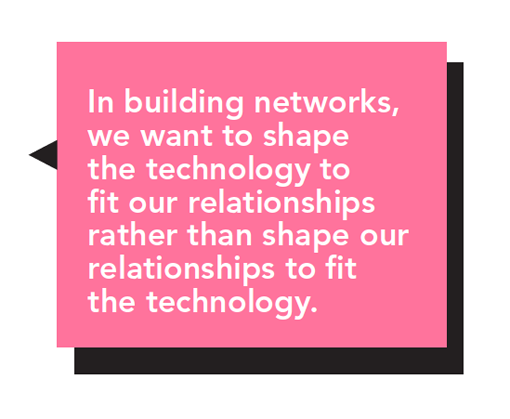 In building networks,
we want to shape
the technology to
fit our relationships
rather than shape our
relationships to fit
the technology.